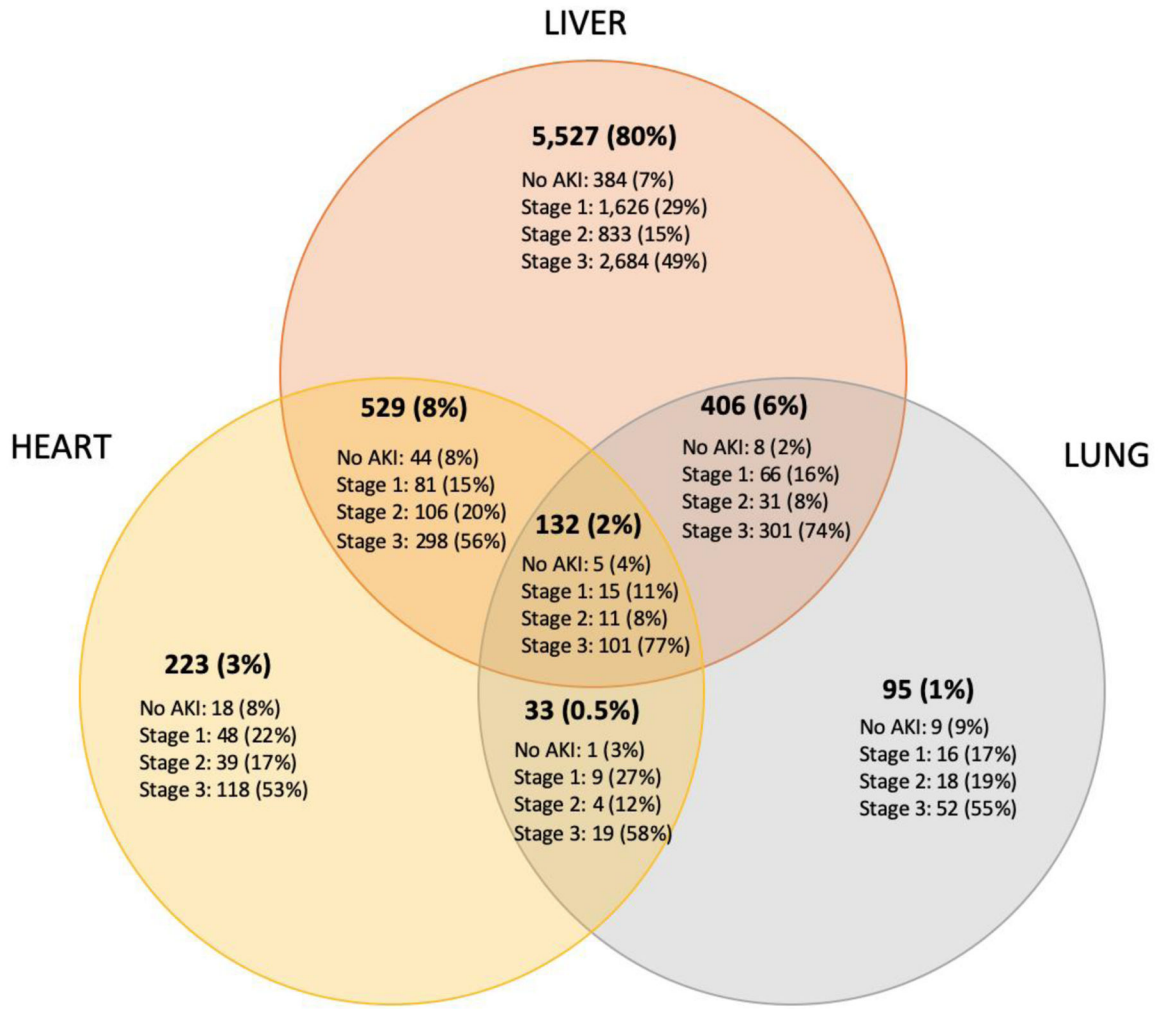 LIVER
5,527 (80%)
No AKI: 384 (7%)
Stage 1: 1,626 (29%)
Stage 2: 833 (15%)
Stage 3: 2,684 (49%)
HEART
529 (8%)
No AKI: 44 (8%)
Stage 1: 81 (15%)
Stage 2: 106 (20%)
Stage 3: 298 (56%)
406 (6%)
No AKI: 8 (2%)
Stage 1: 66 (16%)
Stage 2: 31 (8%)
Stage 3: 301 (74%)
LUNG
132 (2%)
No AKI: 5 (4%)
Stage 1: 15 (11%)
Stage 2: 11 (8%)
Stage 3: 101 (77%)
223 (3%)
No AKI: 18 (8%)
Stage 1: 48 (22%)
Stage 2: 39 (17%)
Stage 3: 118 (53%)
33 (0.5%)
No AKI: 1 (3%)
Stage 1: 9 (27%)
Stage 2: 4 (12%)
Stage 3: 19 (58%)
95 (1%)
No AKI: 9 (9%)
Stage 1: 16 (17%)
Stage 2: 18 (19%)
Stage 3: 52 (55%)